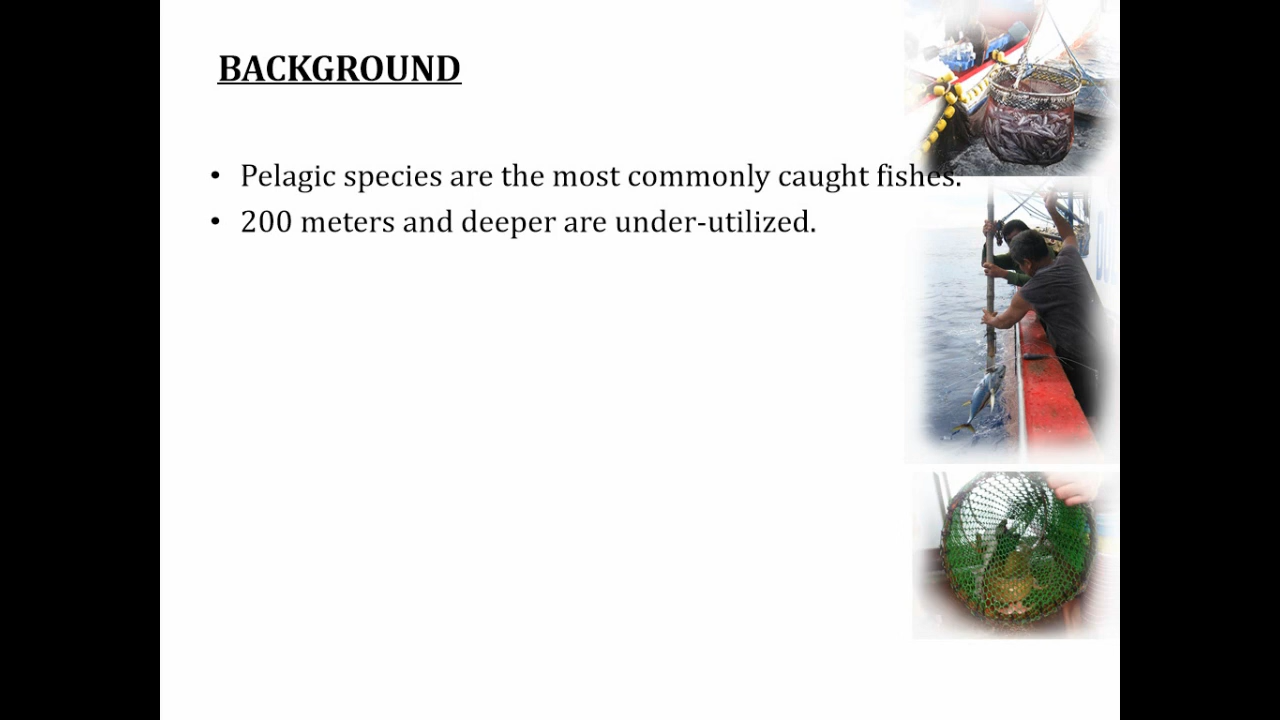 BACKGROUND
• Pelagic species are the most commonly caught fishes.
• 200 meters and deeper are under-utilized.